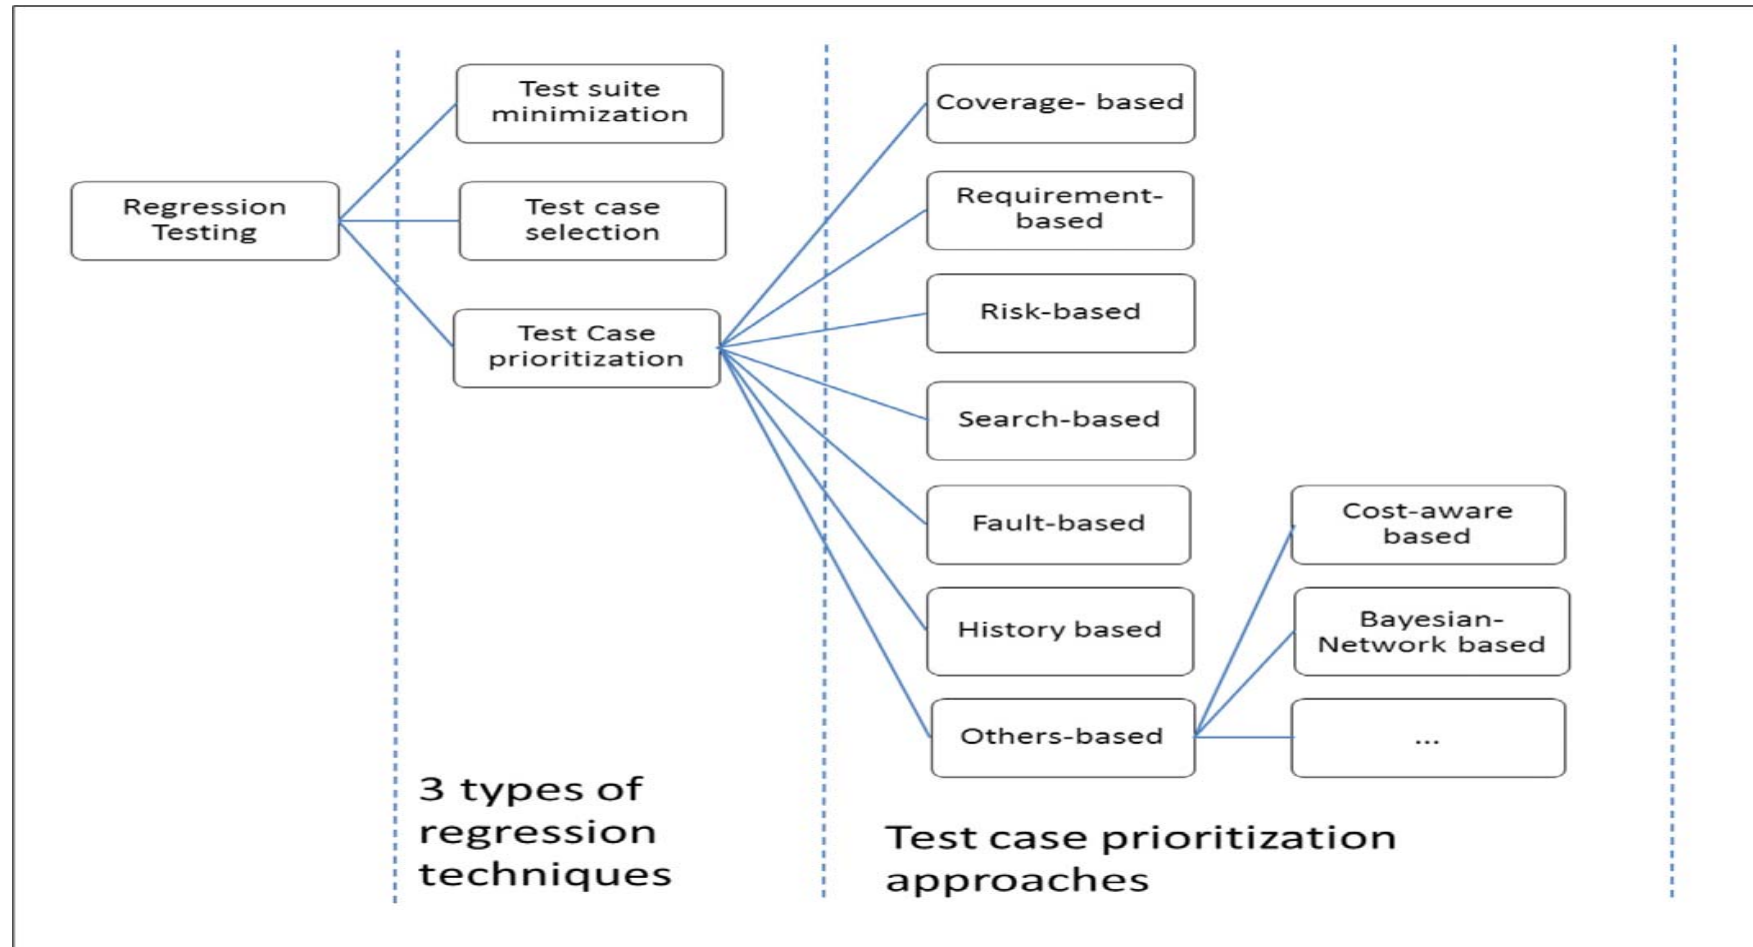 Regression
Testing
Test suite
minimization
Test case
selection
Test Case
prioritization
3 types of
regression
techniques
Coverage- based
Requirement-
based
Risk-based
Search-based
Fault-based
History based
Others-based
Cost-aware
based
Bayesian-
Network based
...
Test case prioritization
approaches